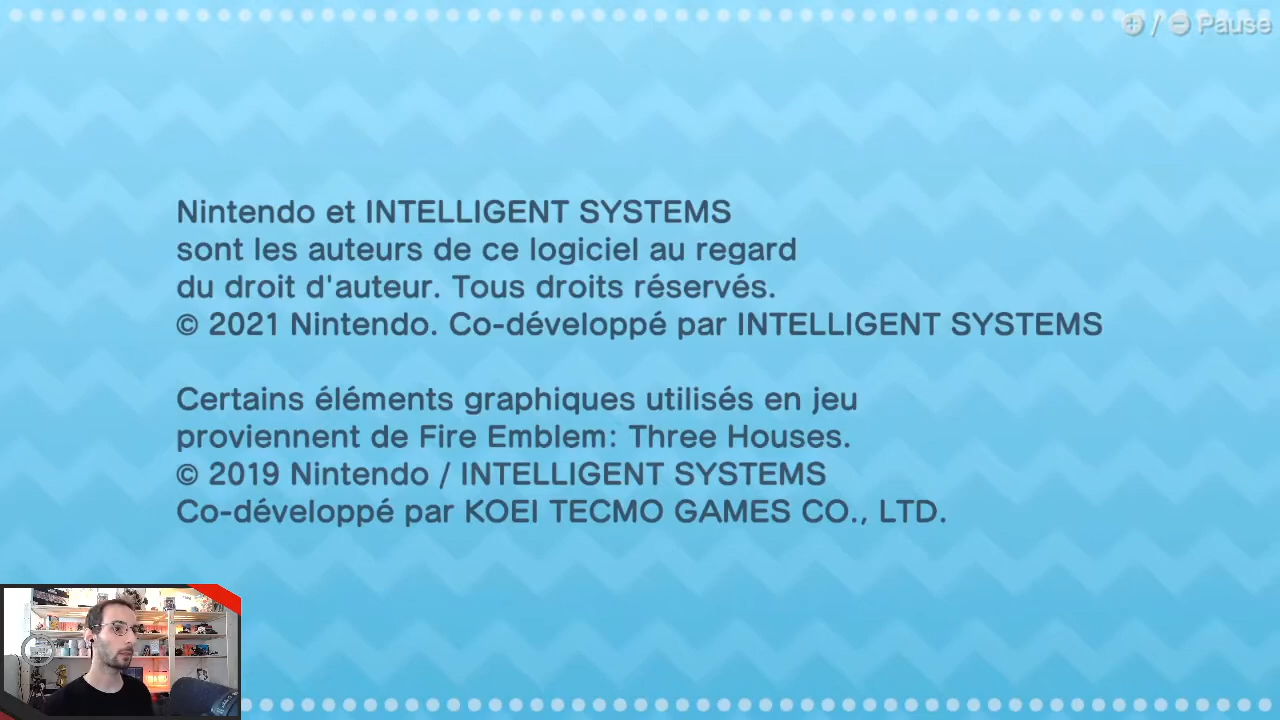 + / - Pause
Nintendo et INTELLIGENT SYSTEMS
sont les auteurs de ce logiciel au regard
du droit d'auteur. Tous droits réservés.
© 2021 Nintendo. Co-développé par INTELLIGENT SYSTEMS
Certains éléments graphiques utilisés en jeu
proviennent de Fire Emblem: Three Houses.
© 2019 Nintendo / INTELLIGENT SYSTEMS
Co-développé par KOEI TECMO GAMES CO., LTD.